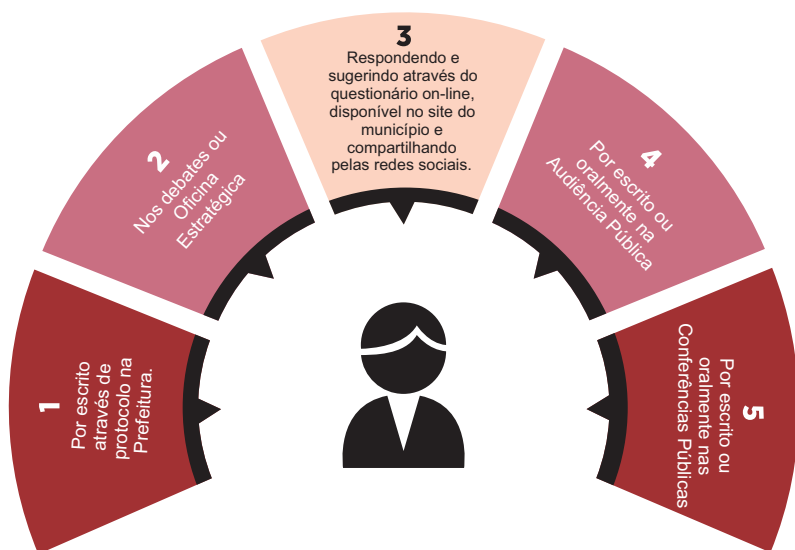 1
Por escrito
através de
protocolo na
Prefeitura.
2
Nos debates ou
Oficina
Estratégica
3
Respondendo e
sugerindo através do
questionário on-line,
disponível no site do
município e
compartilhando
pelas redes sociais.
4
Por escrito ou
oralmente na
Audiência Pública
5
Por escrito ou
oralmente nas
Conferências Públicas